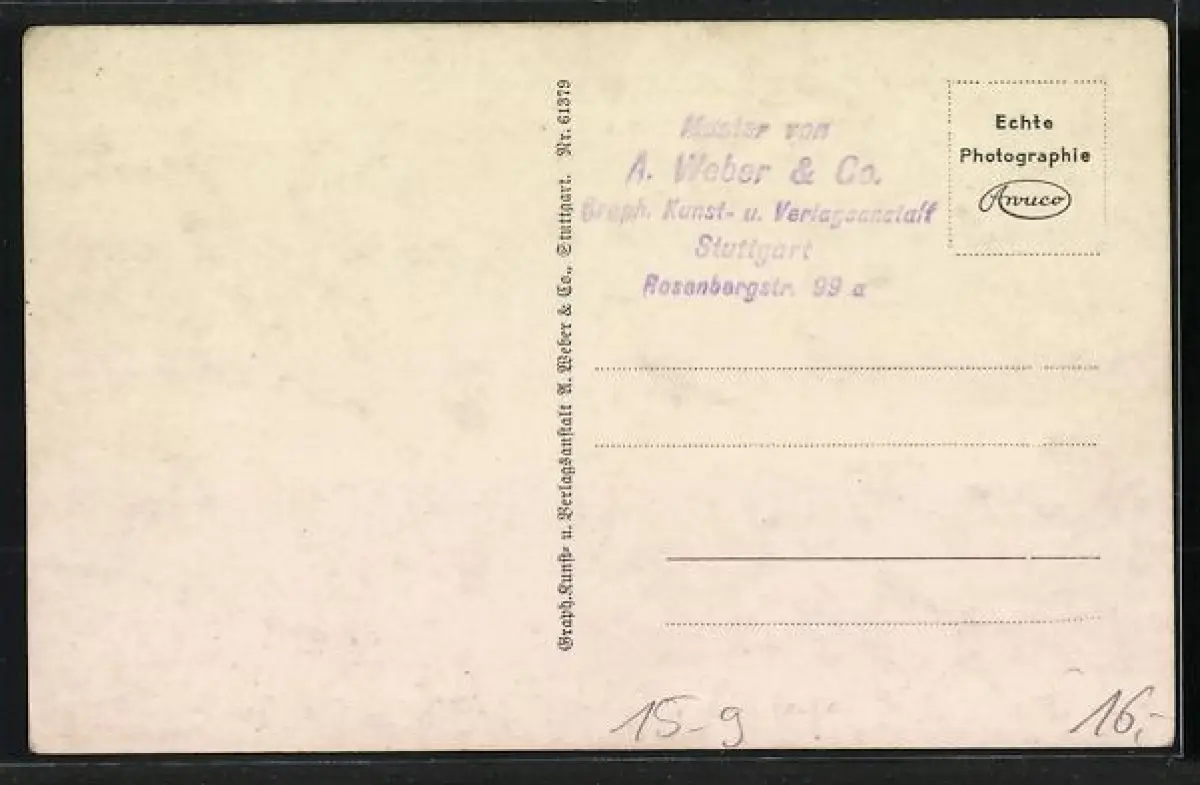 Graph. Kunst- u. Verlagsanstalt A. Weber & Co., Stuttgart. Nr. 61379
Muster von
A. Weber & Co.
Graph. Kunst- u. Verlagsanstalt
Stuttgart
Rosenbergstr. 99 a
Echte
Photographie
Awuco
15-9
16,-